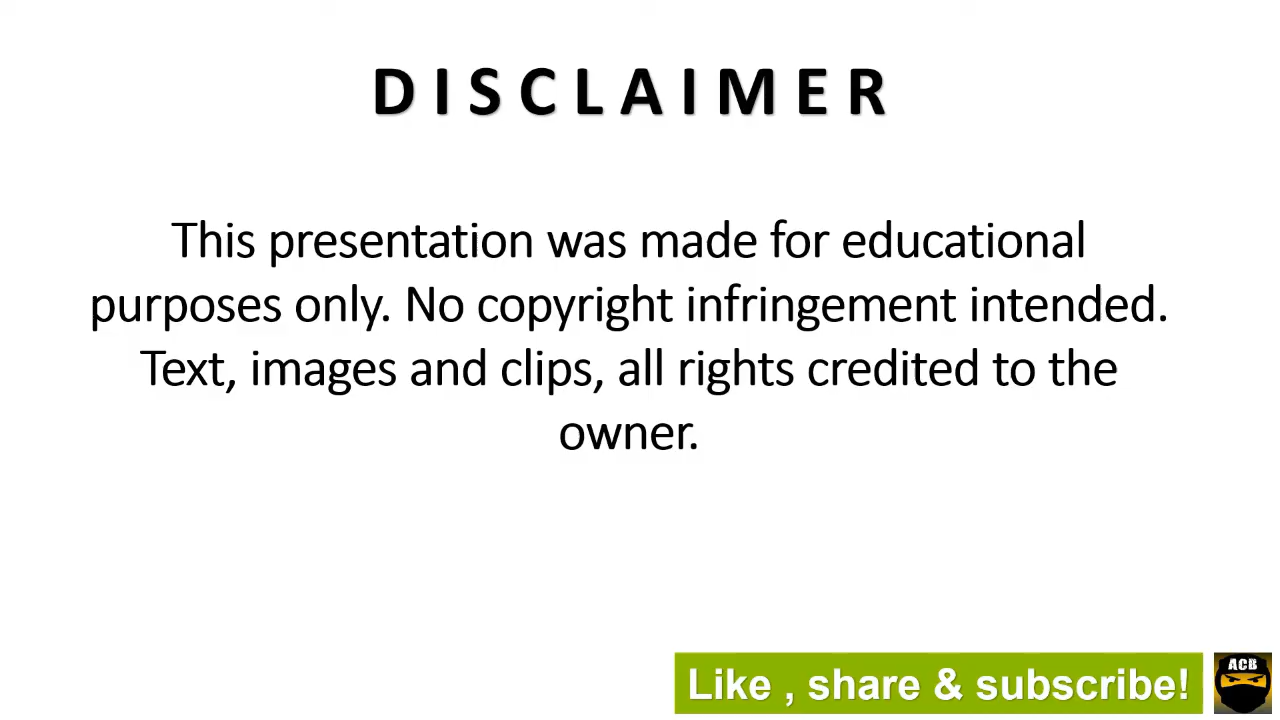 D I S C L A I M E R
This presentation was made for educational
purposes only. No copyright infringement intended.
Text, images and clips, all rights credited to the
owner.
Like , share & subscribe!
ACB